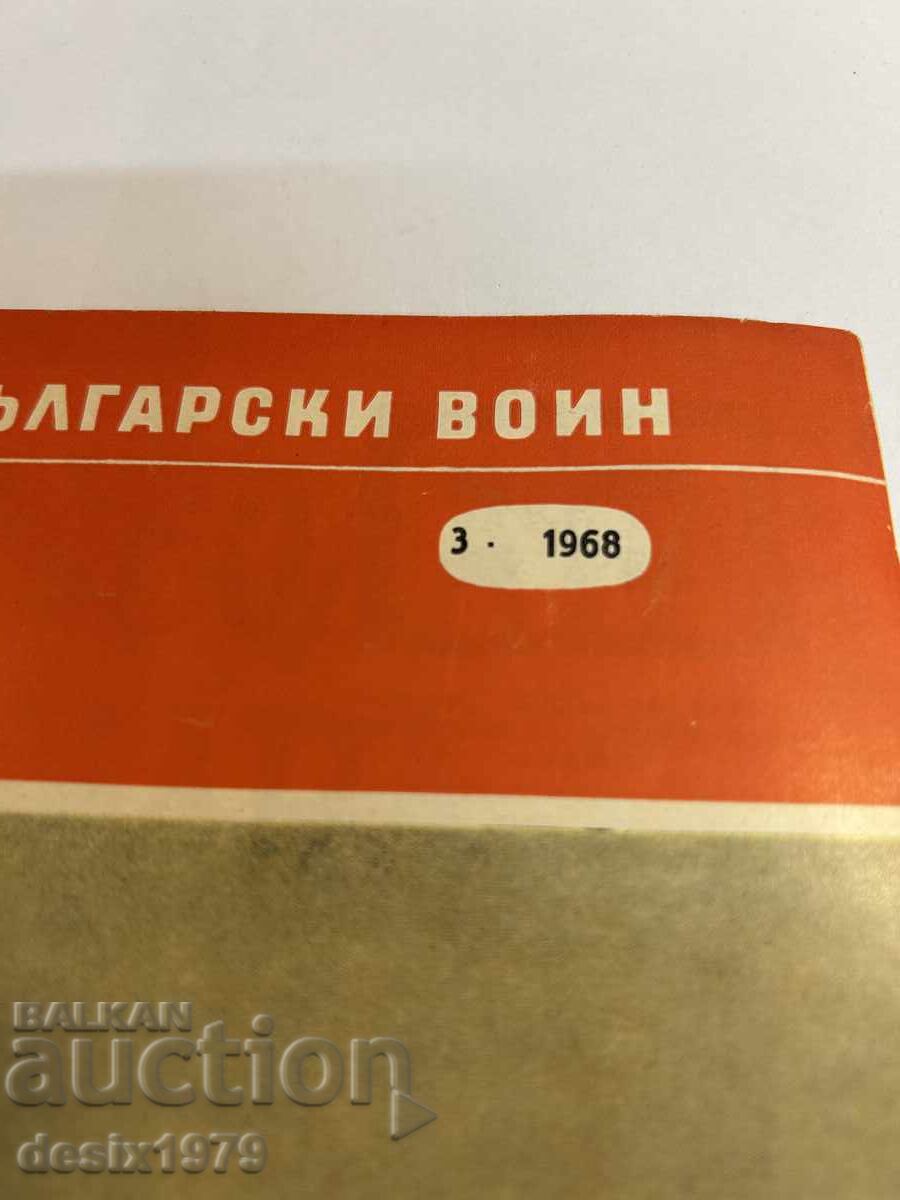 ЪЛГАРСКИ ВОИН
3 · 1968
BALKAN
auction
desix1979